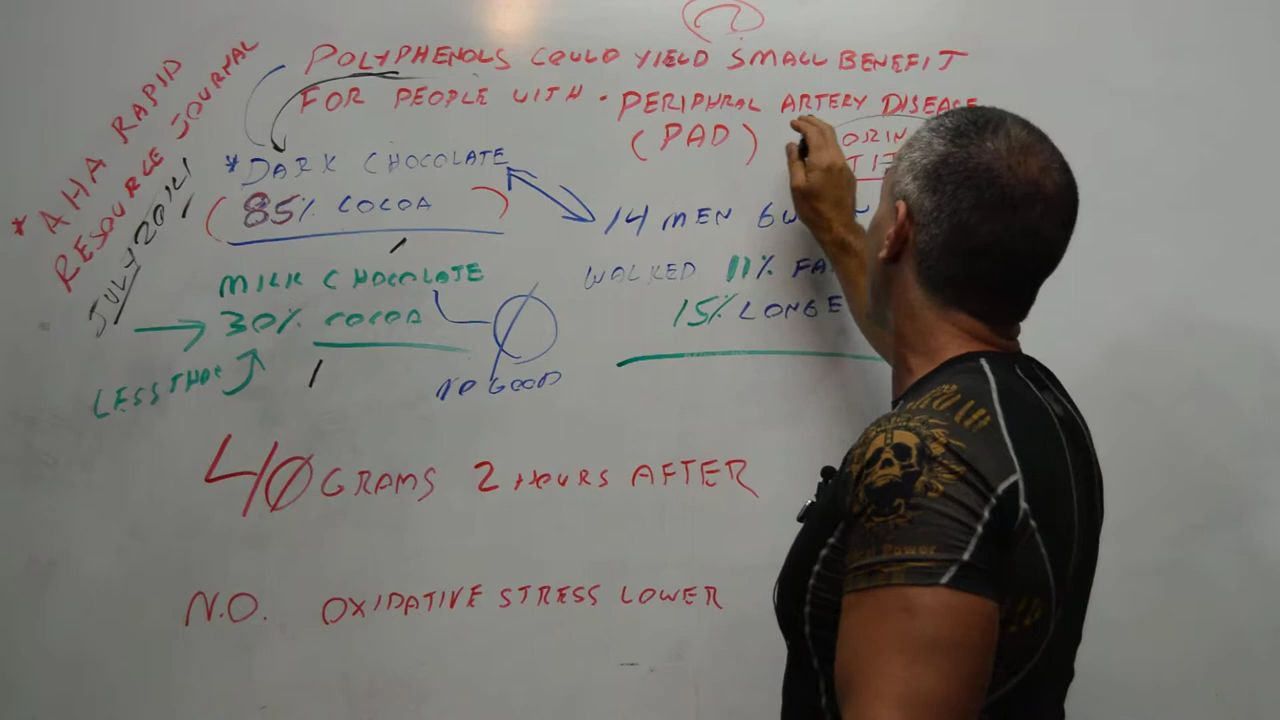 POLYPHENOLS COULD YIELD SMALL BENEFIT
FOR PEOPLE WITH • PERIPHRAL ARTERY DISEASE
(PAD)
* AHA RAPID
RESOURCE JOURNAL
JULY 2014
* DARK CHOCOLATE
(85% COCOA)
MILK CHOCOLATE
30% COCOA
LESS THAN
NO GOOD
14 MEN
WALKED 11%
15% LONGE
40 GRAMS 2 HOURS AFTER
N.O. OXIDATIVE STRESS LOWER
Power